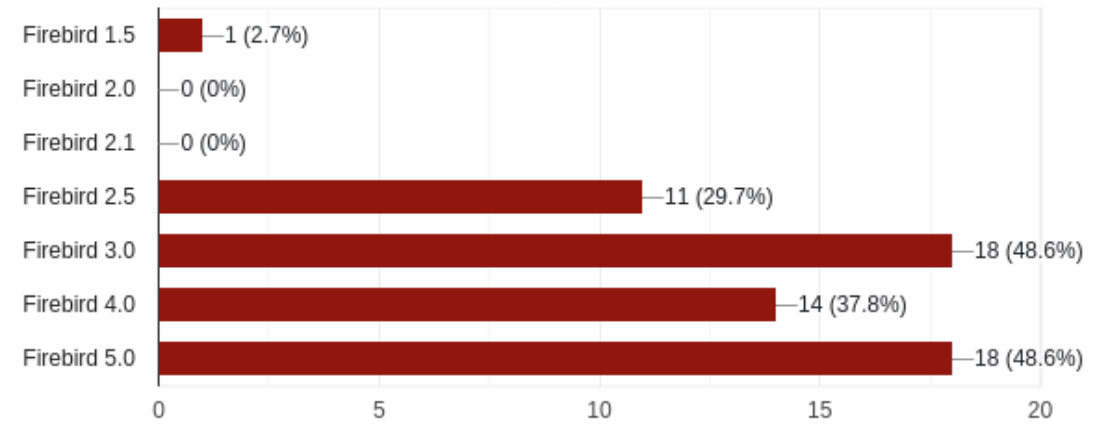 Firebird 1.5 1 (2.7%)
Firebird 2.0 0 (0%)
Firebird 2.1 0 (0%)
Firebird 2.5 11 (29.7%)
Firebird 3.0 18 (48.6%)
Firebird 4.0 14 (37.8%)
Firebird 5.0 18 (48.6%)
0 5 10 15 20